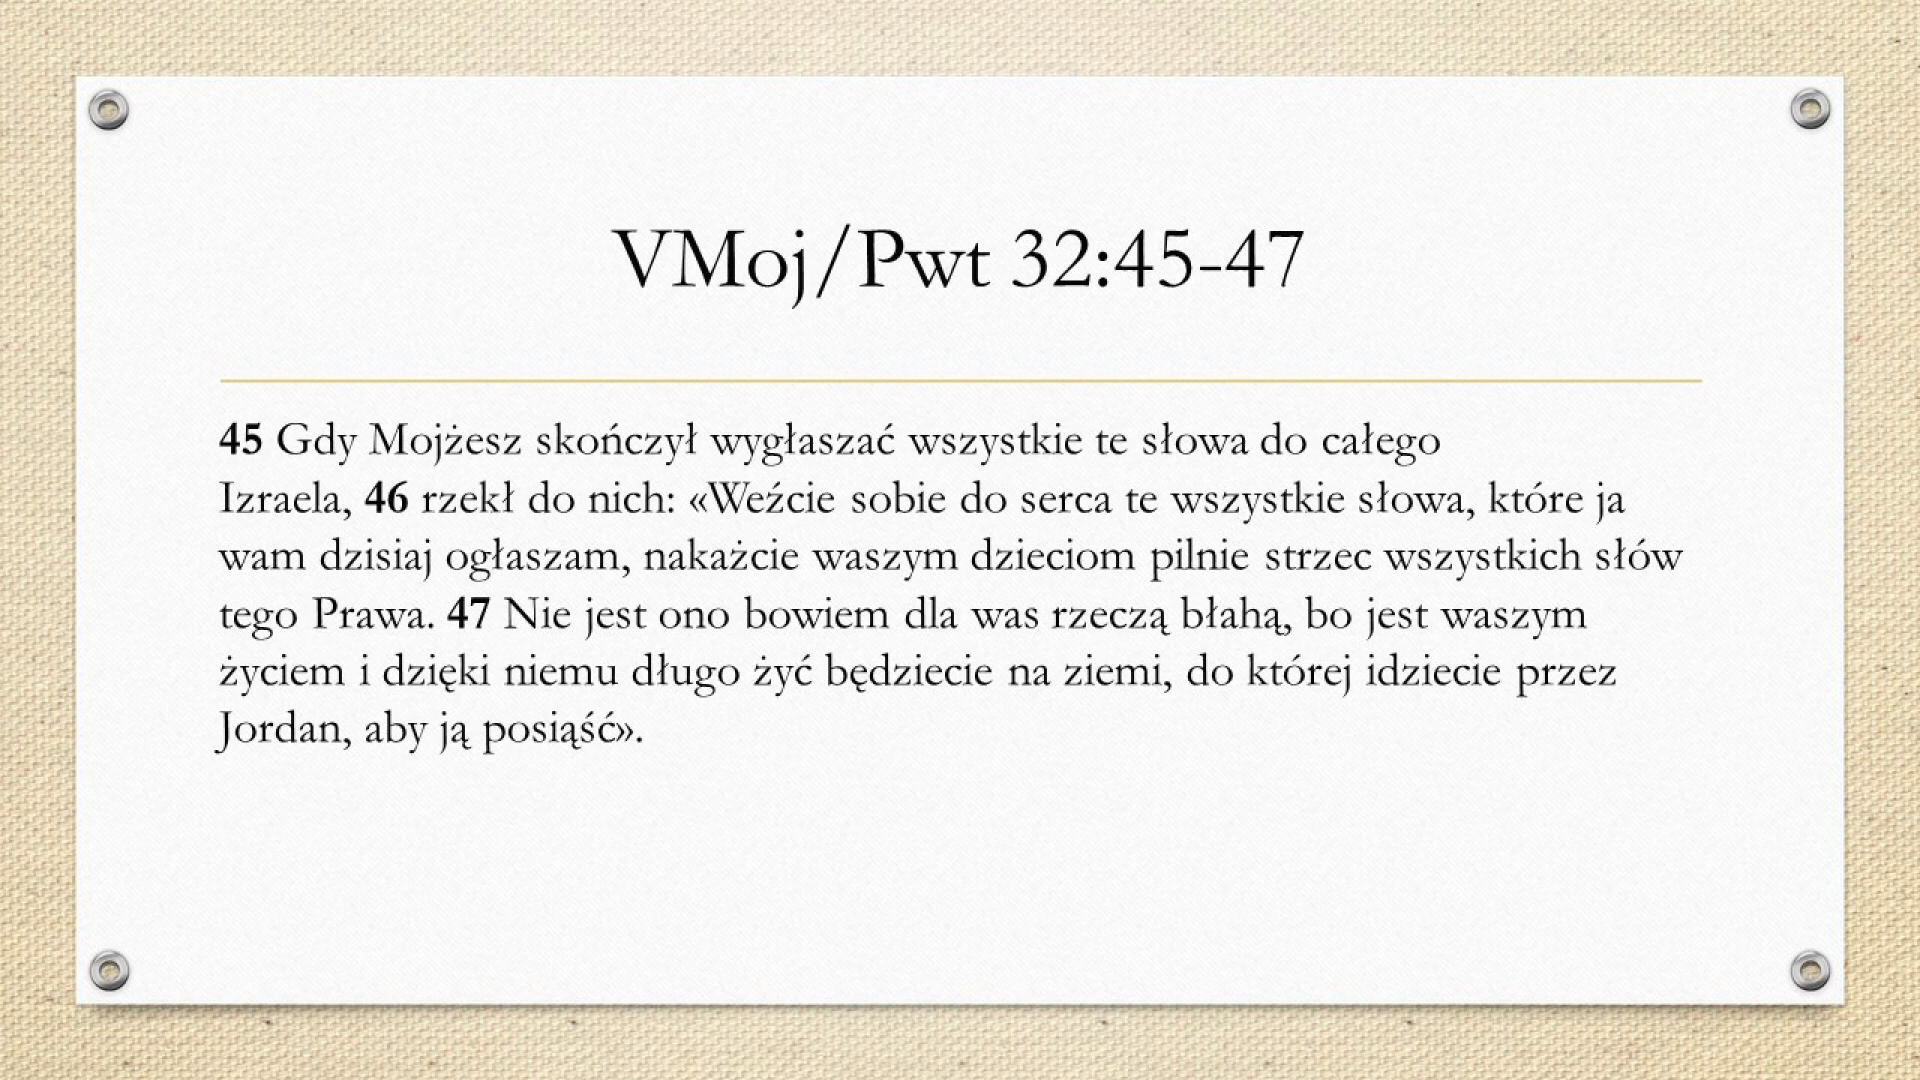 VMoj/Pwt 32:45-47
45 Gdy Mojżesz skończył wygłaszać wszystkie te słowa do całego
Izraela, 46 rzekł do nich: «Weźcie sobie do serca te wszystkie słowa, które ja
wam dzisiaj ogłaszam, nakażcie waszym dzieciom pilnie strzec wszystkich słów
tego Prawa. 47 Nie jest ono bowiem dla was rzeczą błahą, bo jest waszym
życiem i dzięki niemu długo żyć będziecie na ziemi, do której idziecie przez
Jordan, aby ją posiąść».